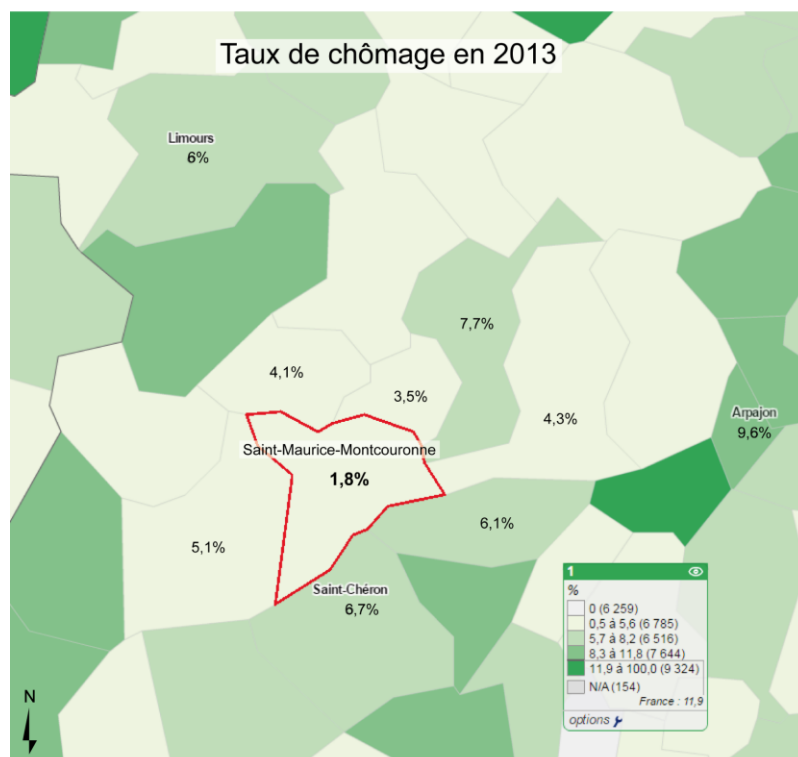 Taux de chômage en 2013
Limours
6%
7,7%
4,1%
3,5%
4,3%
Arpajon
9,6%
Saint-Maurice-Montcouronne
1,8%
6,1%
5,1%
Saint-Chéron
6,7%
1
%
0 (6 259)
0,5 à 5,6 (6 785)
5,7 à 8,2 (6 516)
8,3 à 11,8 (7 644)
11,9 à 100,0 (9 324)
N/A (154)
France : 11,9
options
N